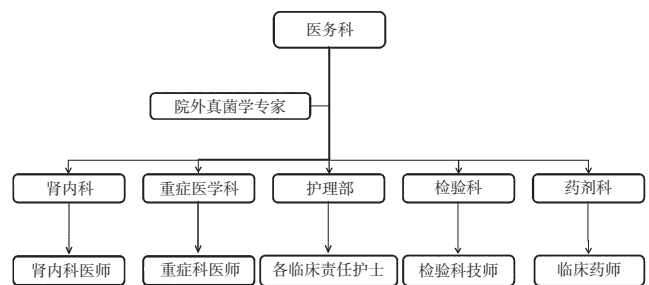 医务科
院外真菌学专家
肾内科
重症医学科
护理部
检验科
药剂科
肾内科医师
重症科医师
各临床责任护士
检验科技师
临床药师